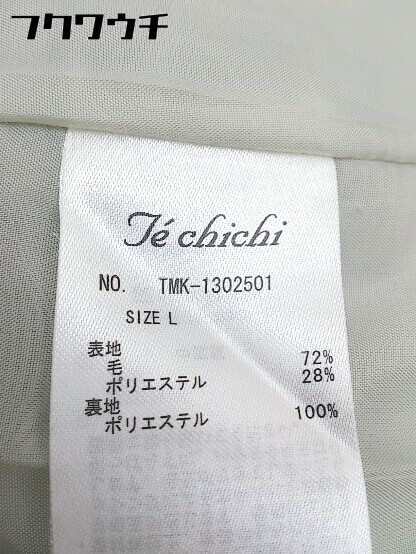 フクワウチ
Té chichi
NO. TMK-1302501
SIZE L
表地
毛 72%
ポリエステル 28%
裏地
ポリエステル 100%